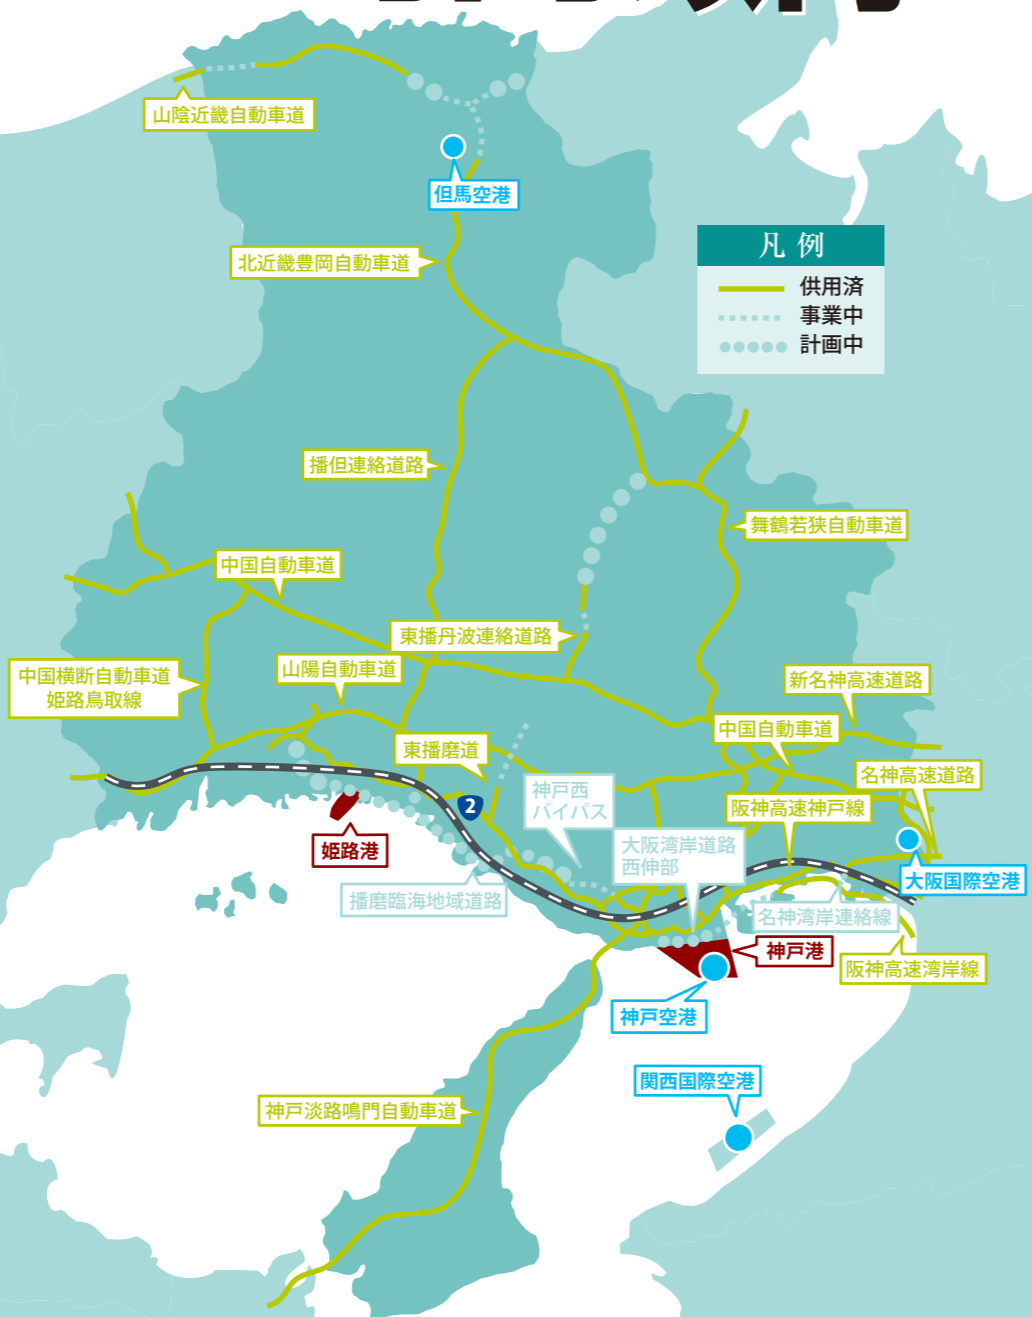 山陰近畿自動車道
但馬空港
凡 例
供用済
事業中
計画中
北近畿豊岡自動車道
播但連絡道路
舞鶴若狭自動車道
中国自動車道
東播丹波連絡道路
中国横断自動車道
姫路鳥取線
山陽自動車道
新名神高速道路
中国自動車道
東播磨道
名神高速道路
神戸西
バイパス
2
阪神高速神戸線
大阪湾岸道路
西伸部
姫路港
大阪国際空港
播磨臨海地域道路
名神湾岸連絡線
神戸港
阪神高速湾岸線
神戸空港
関西国際空港
神戸淡路鳴門自動車道